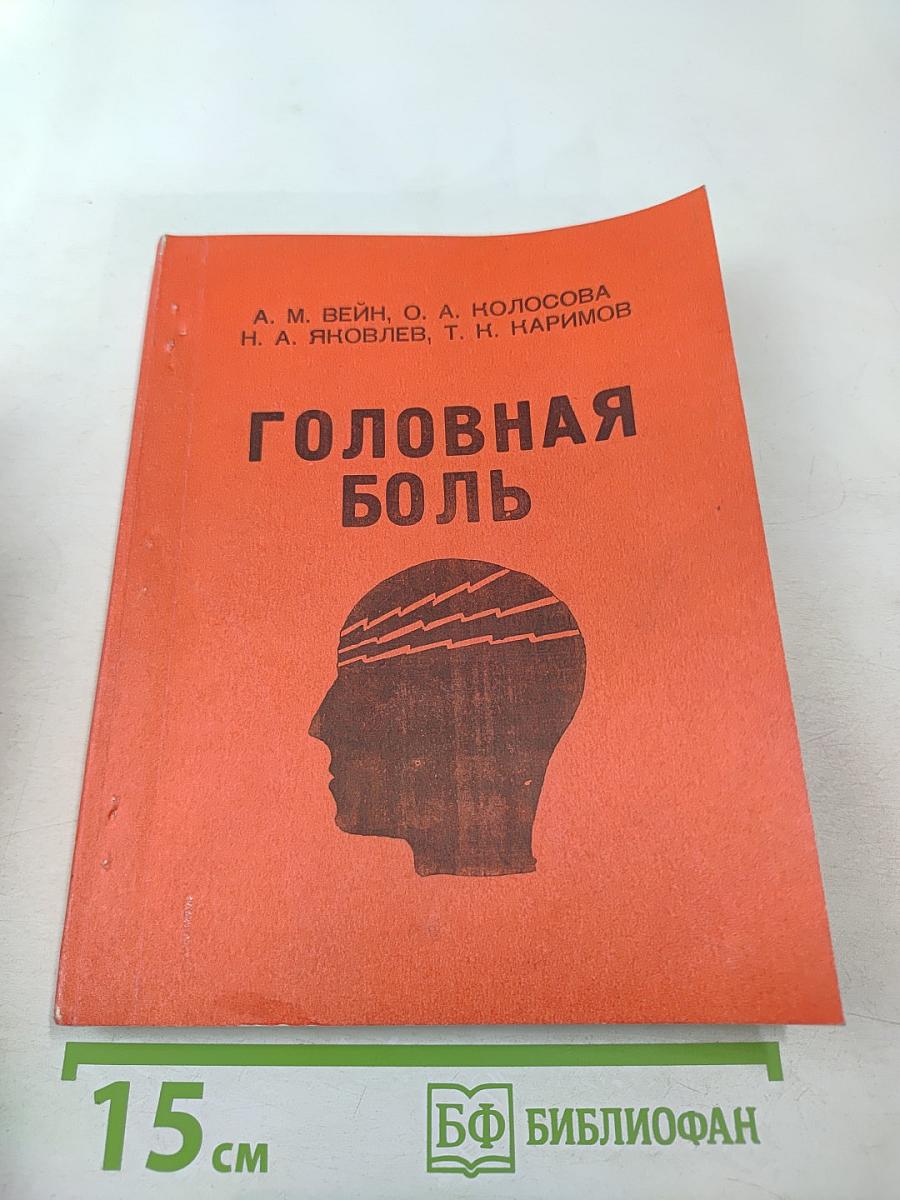 А. М. ВЕЙН, О. А. КОЛОСОВА
Н. А. ЯКОВЛЕВ, Т. К. КАРИМОВ
ГОЛОВНАЯ
БОЛЬ
15 см
БФ БИБЛИОФАН